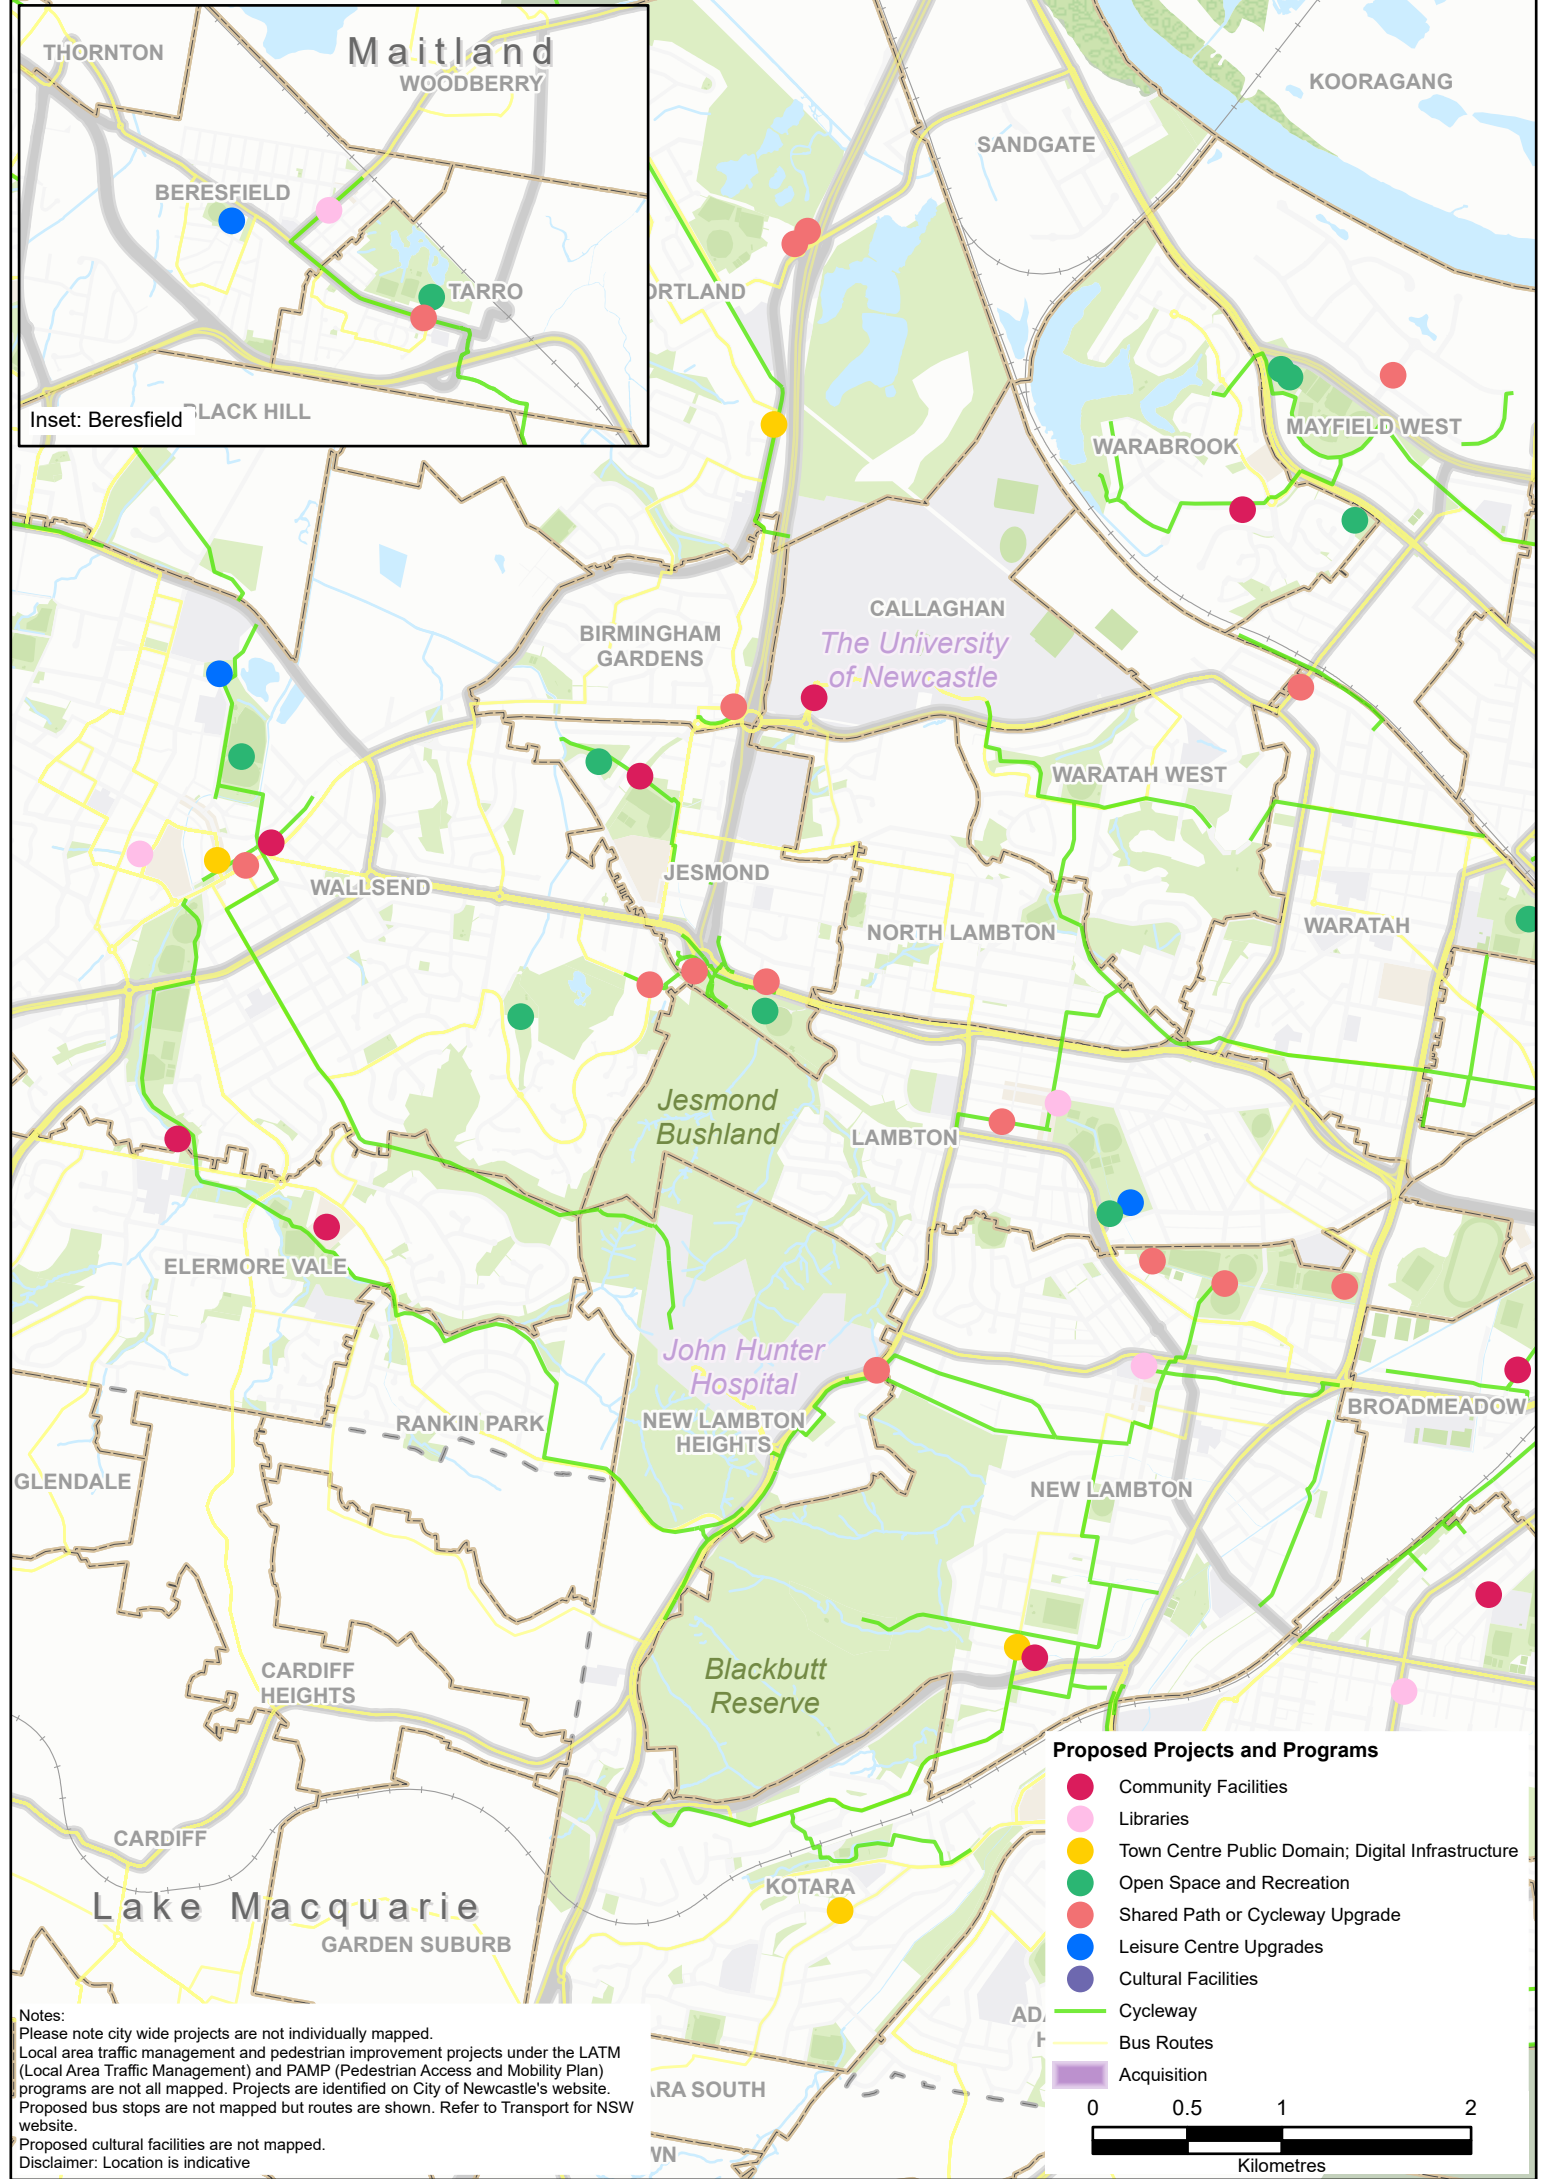 THORNTON
Maitland
WOODBERRY
BERESFIELD
TARRO
BLACK HILL
Inset: Beresfield
KOORAGANG
SANDGATE
ORTLAND
MAYFIELD WEST
WARABROOK
CALLAGHAN
The University
of Newcastle
BIRMINGHAM
GARDENS
WARATAH WEST
JESMOND
WALLSEND
NORTH LAMBTON
WARATAH
Jesmond
Bushland
LAMBTON
ELERMORE VALE
John Hunter
Hospital
NEW LAMBTON
HEIGHTS
RANKIN PARK
BROADMEADOW
GLENDALE
NEW LAMBTON
CARDIFF
HEIGHTS
Blackbutt
Reserve
CARDIFF
KOTARA
Lake Macquarie
GARDEN SUBURB
ADA
H
ARA SOUTH
WN
Proposed Projects and Programs
Community Facilities
Libraries
Town Centre Public Domain; Digital Infrastructure
Open Space and Recreation
Shared Path or Cycleway Upgrade
Leisure Centre Upgrades
Cultural Facilities
Cycleway
Bus Routes
Acquisition
0 0.5 1 2
Kilometres
Notes:
Please note city wide projects are not individually mapped.
Local area traffic management and pedestrian improvement projects under the LATM
(Local Area Traffic Management) and PAMP (Pedestrian Access and Mobility Plan)
programs are not all mapped. Projects are identified on City of Newcastle's website.
Proposed bus stops are not mapped but routes are shown. Refer to Transport for NSW
website.
Proposed cultural facilities are not mapped.
Disclaimer: Location is indicative